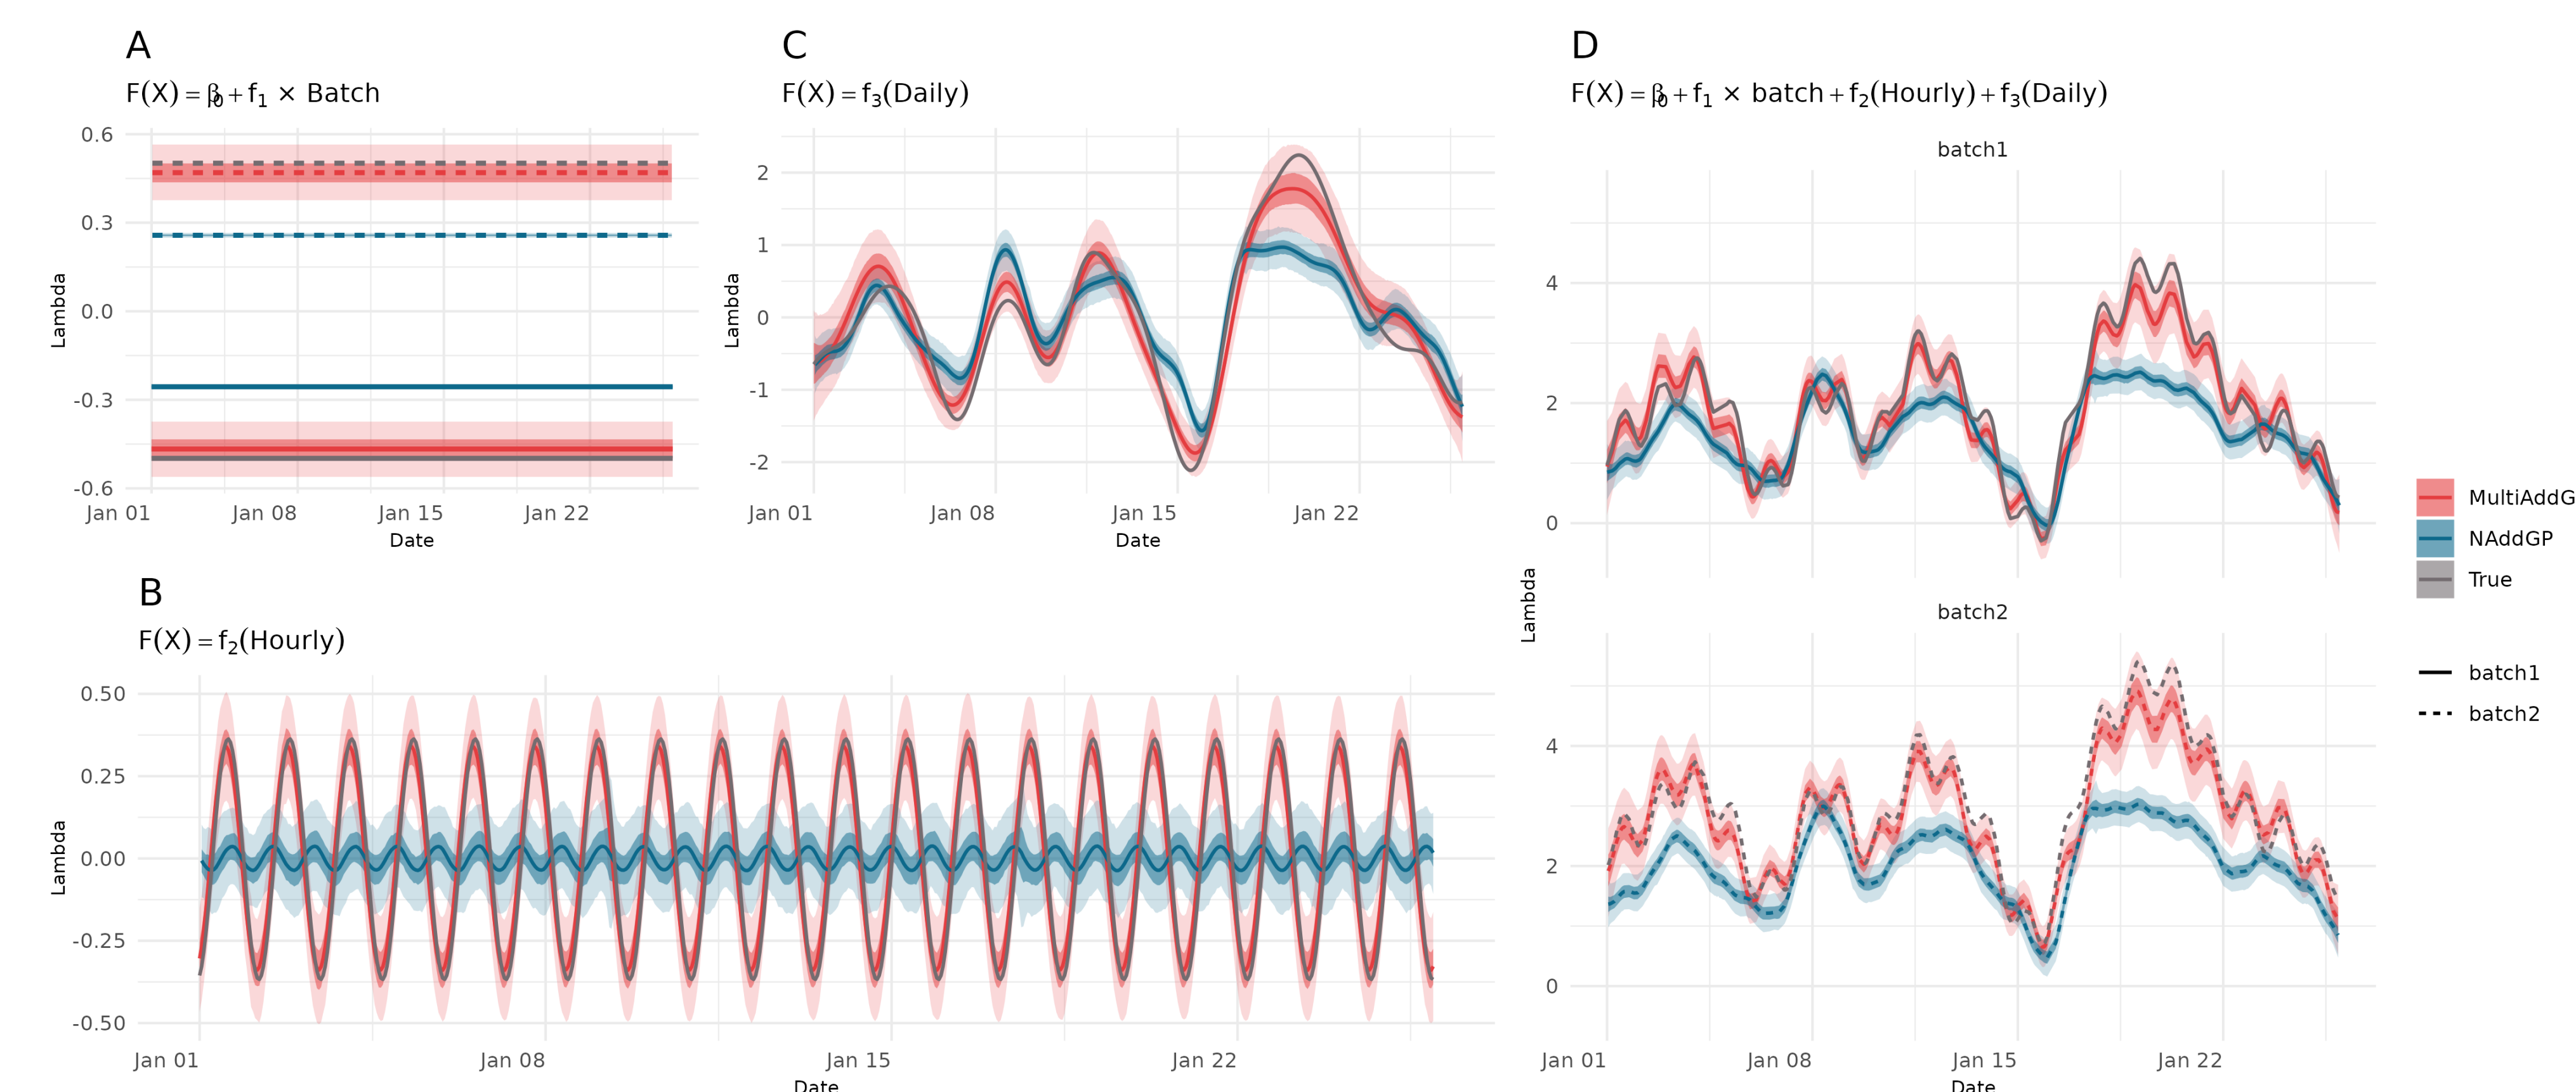 A
F(X) = β0 + f1 × Batch
0.6
0.3
0.0
-0.3
-0.6
Lambda
Jan 01 Jan 08 Jan 15 Jan 22
Date
B
F(X) = f2(Hourly)
0.50
0.25
0.00
-0.25
-0.50
Lambda
Jan 01 Jan 08 Jan 15 Jan 22
Date
C
F(X) = f3(Daily)
2
1
0
-1
-2
Lambda
Jan 01 Jan 08 Jan 15 Jan 22
Date
D
F(X) = β0 + f1 × batch + f2(Hourly) + f3(Daily)
batch1
4
2
0
Lambda
batch2
4
2
0
Jan 01 Jan 08 Jan 15 Jan 22
Date
MultiAddG
NAddGP
True
batch1
batch2